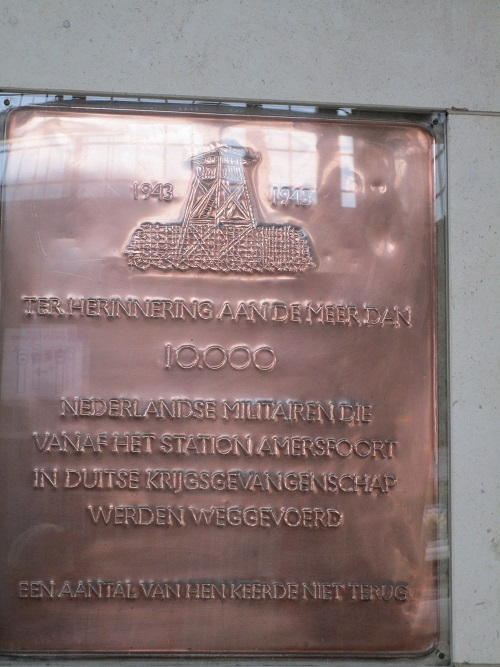 1943 1945
TER HERINNERING AAN DE MEER DAN
10.000
NEDERLANDSE MILITAIREN DIE
VANAF HET STATION AMERSFOORT
IN DUITSE KRIJGSGEVANGENSCHAP
WERDEN WEGGEVOERD
EEN AANTAL VAN HEN KEERDE NIET TERUG